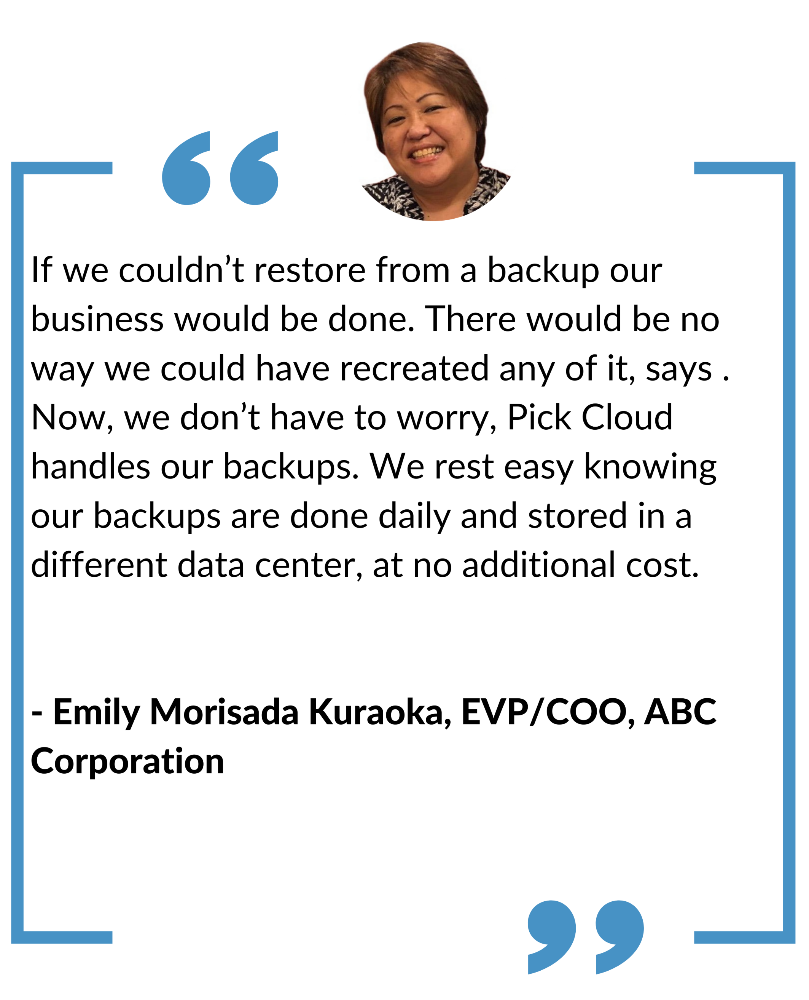 If we couldn’t restore from a backup our
business would be done. There would be no
way we could have recreated any of it, says .
Now, we don’t have to worry, Pick Cloud
handles our backups. We rest easy knowing
our backups are done daily and stored in a
different data center, at no additional cost.
- Emily Morisada Kuraoka, EVP/COO, ABC
Corporation